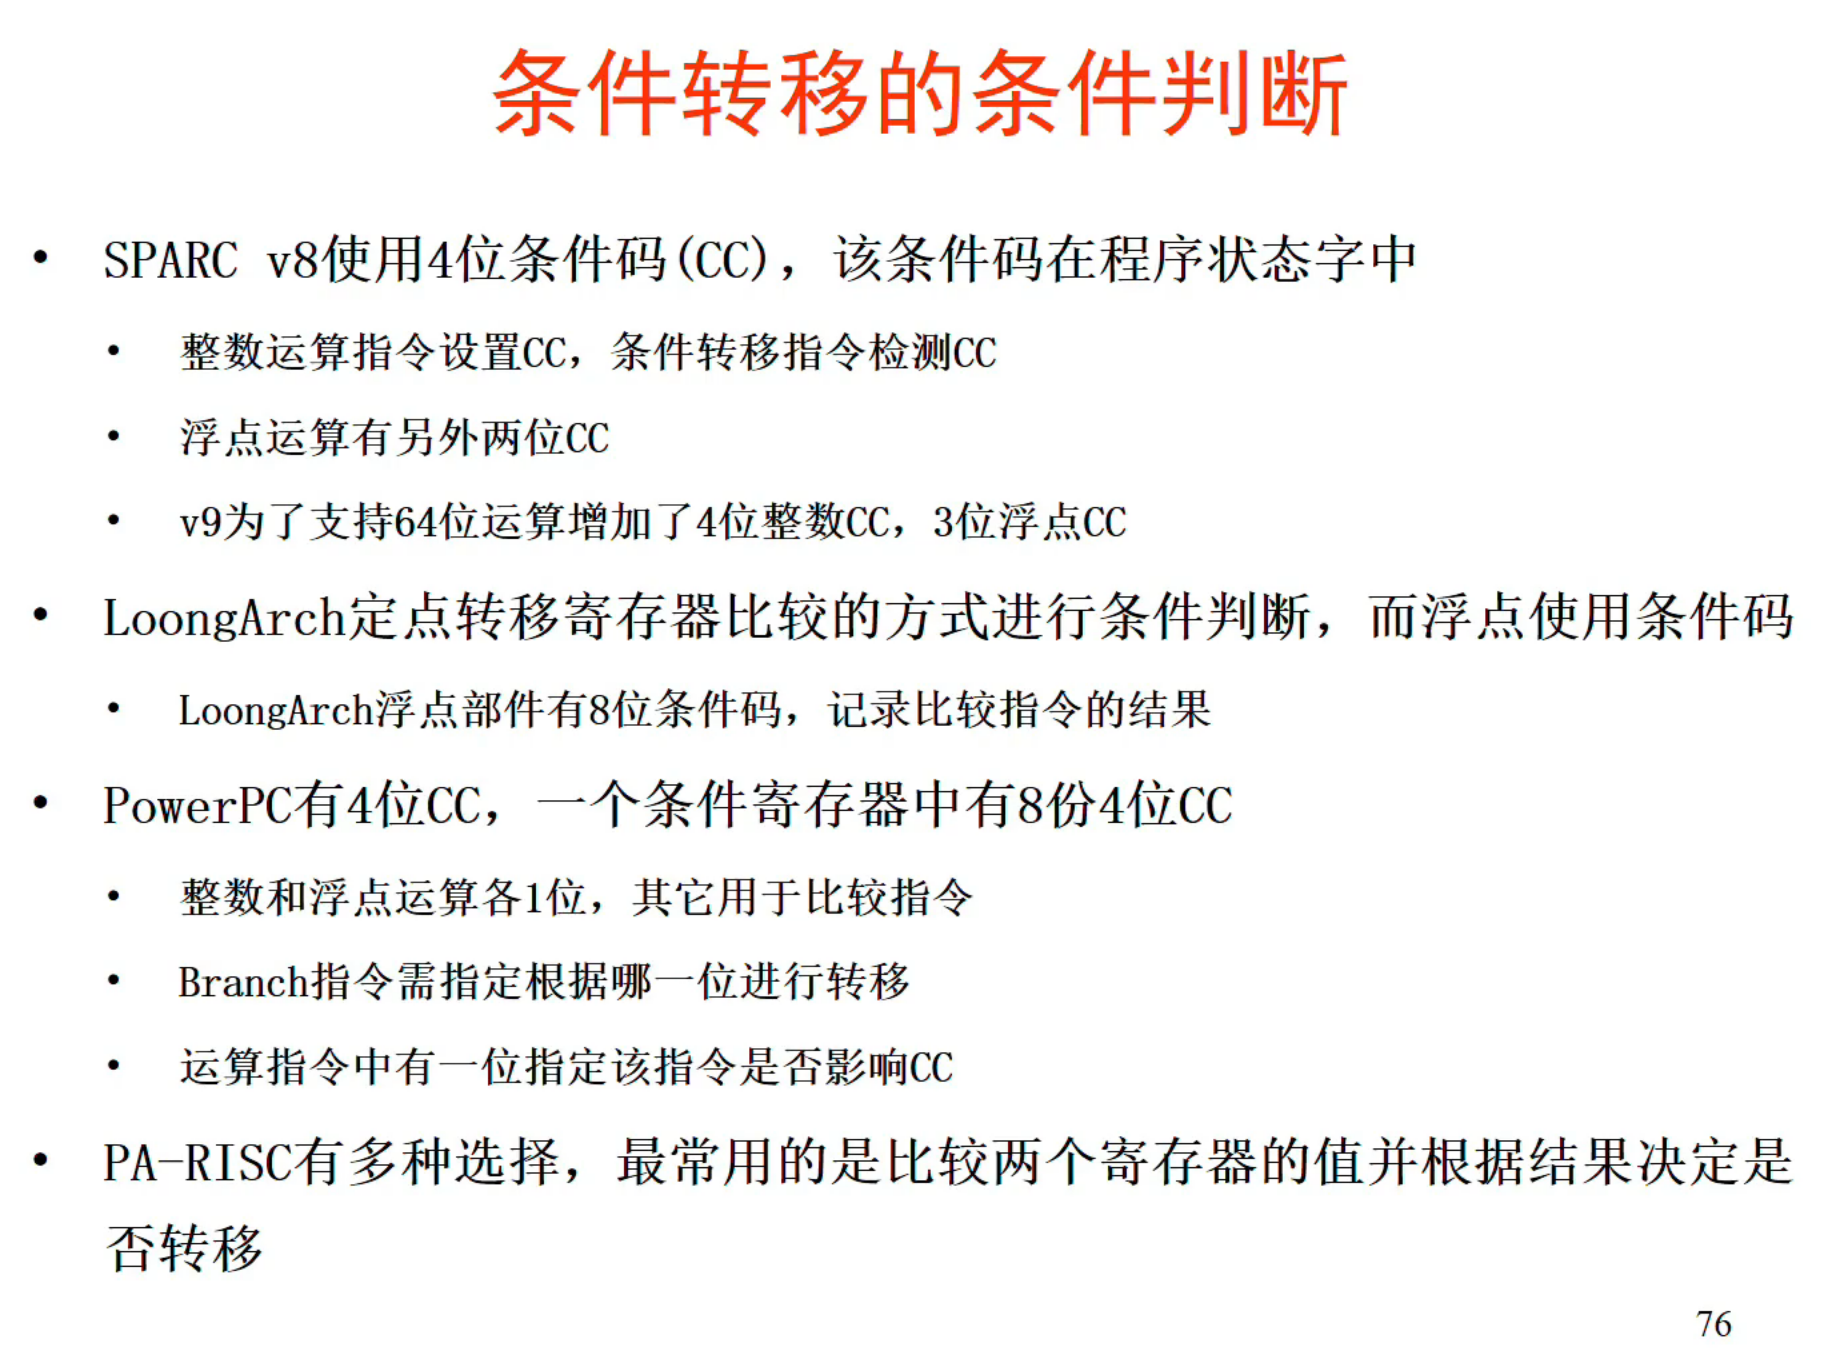 条件转移的条件判断
• SPARC v8使用4位条件码(CC)，该条件码在程序状态字中
• 整数运算指令设置CC，条件转移指令检测CC
• 浮点运算有另外两位CC
• v9为了支持64位运算增加了4位整数CC，3位浮点CC
• LoongArch定点转移寄存器比较的方式进行条件判断，而浮点使用条件码
• LoongArch浮点部件有8位条件码，记录比较指令的结果
• PowerPC有4位CC，一个条件寄存器中有8份4位CC
• 整数和浮点运算各1位，其它用于比较指令
• Branch指令需指定根据哪一位进行转移
• 运算指令中有一位指定该指令是否影响CC
• PA-RISC有多种选择，最常用的是比较两个寄存器的值并根据结果决定是
否转移
76